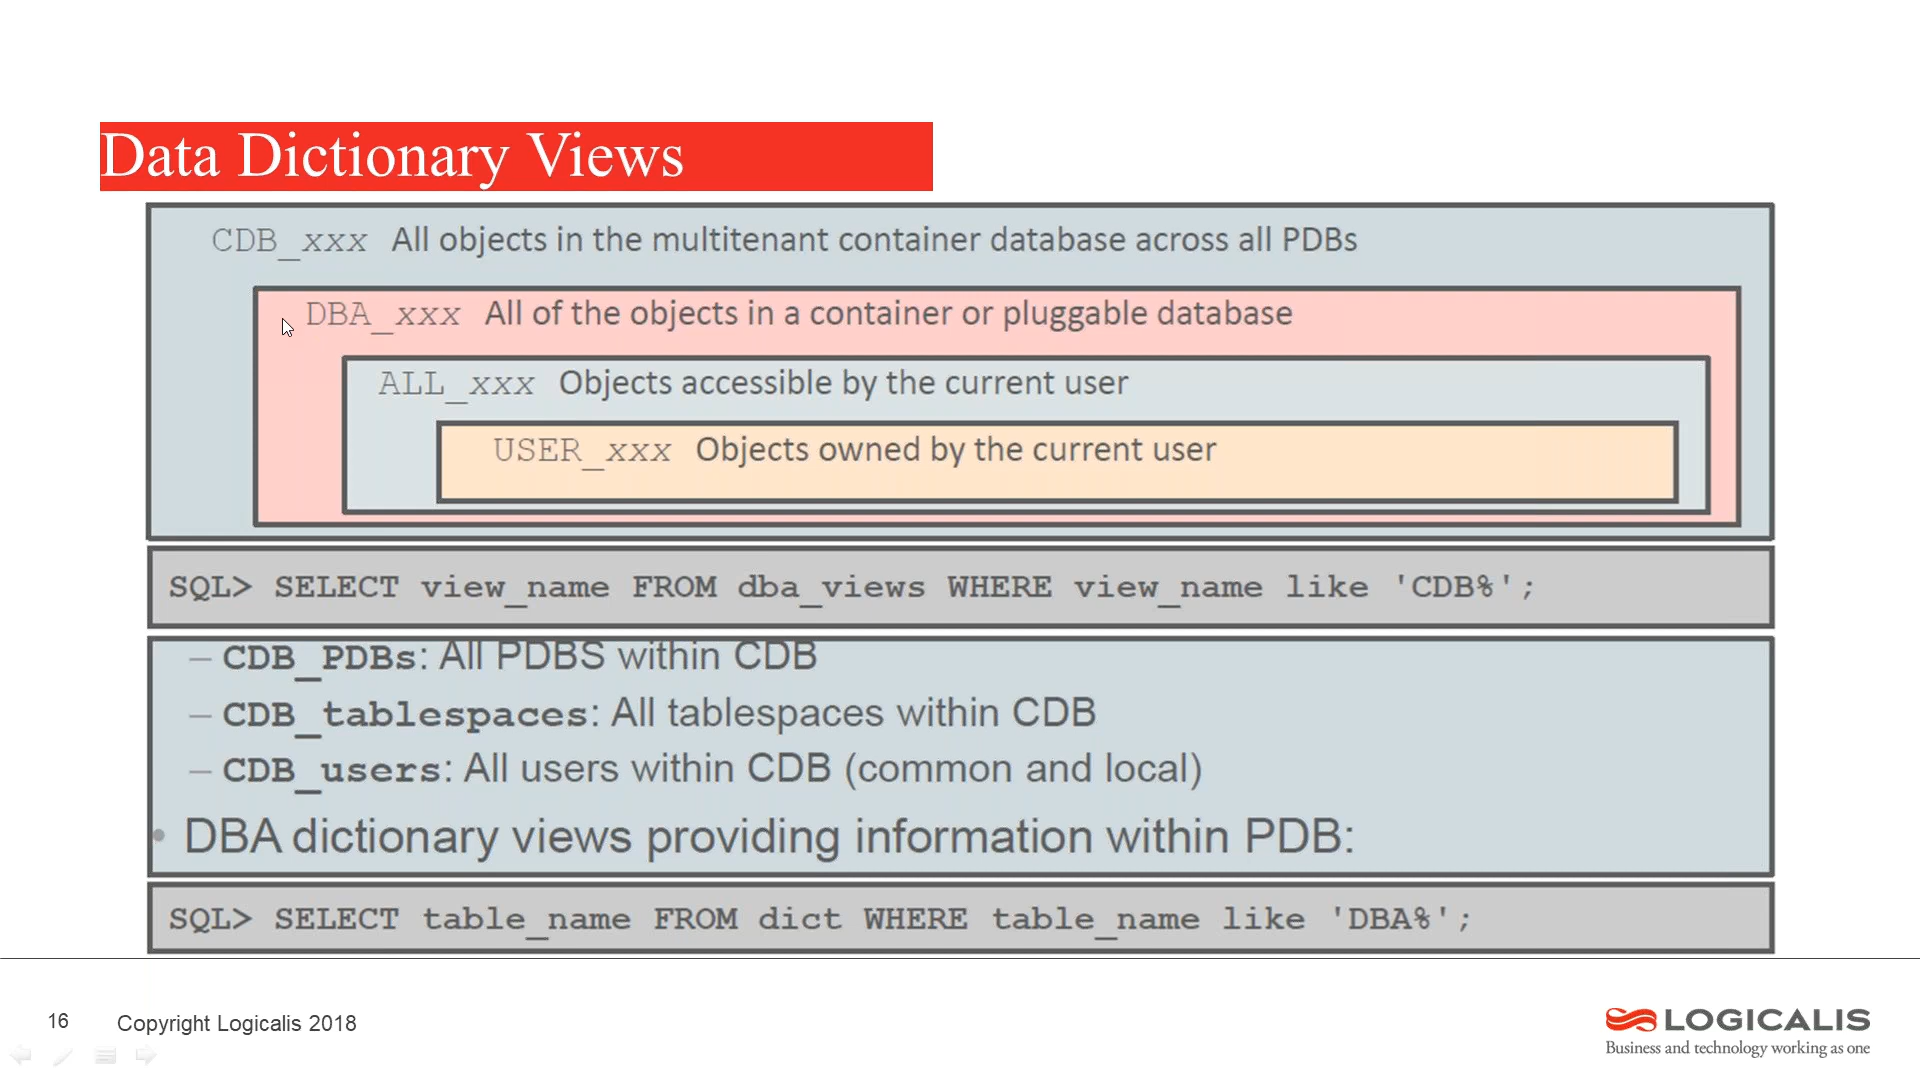 Data Dictionary Views
CDB_xxx All objects in the multitenant container database across all PDBs
DBA_xxx All of the objects in a container or pluggable database
ALL_xxx Objects accessible by the current user
USER_xxx Objects owned by the current user
SQL> SELECT view_name FROM dba_views WHERE view_name like 'CDB%';
– CDB_PDBs: All PDBS within CDB
– CDB_tablespaces: All tablespaces within CDB
– CDB_users: All users within CDB (common and local)
• DBA dictionary views providing information within PDB:
SQL> SELECT table_name FROM dict WHERE table_name like 'DBA%';
16 Copyright Logicalis 2018
LOGICALIS
Business and technology working as one